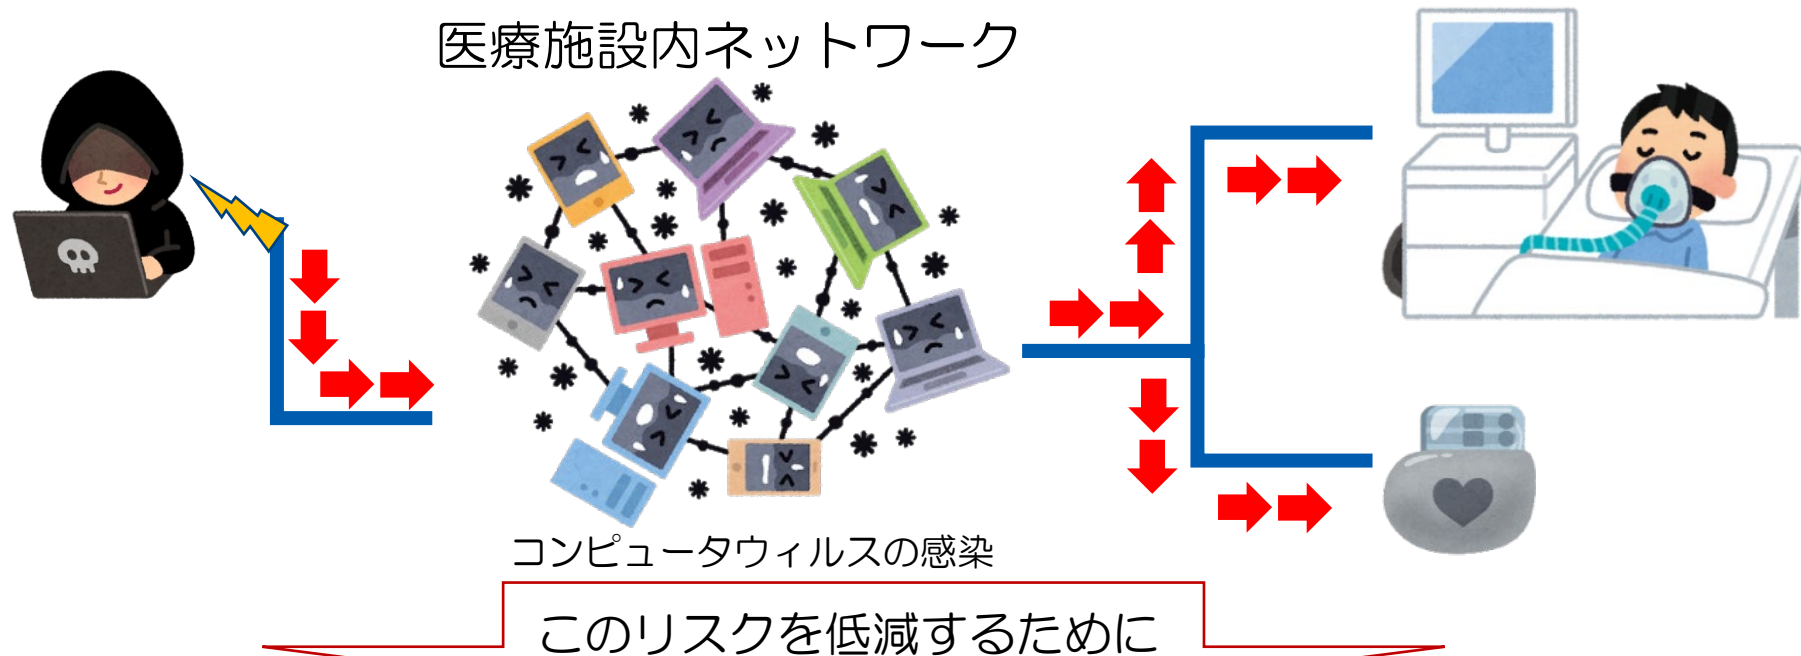 医療施設内ネットワーク
コンピュータウィルスの感染
このリスクを低減するために